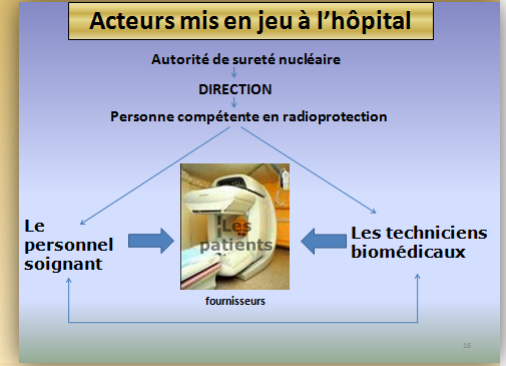 Acteurs mis en jeu à l'hôpital
Autorité de sureté nucléaire
DIRECTION
Personne compétente en radioprotection
Le
personnel
soignant
Les
patients
Les techniciens
biomédicaux
fournisseurs
16